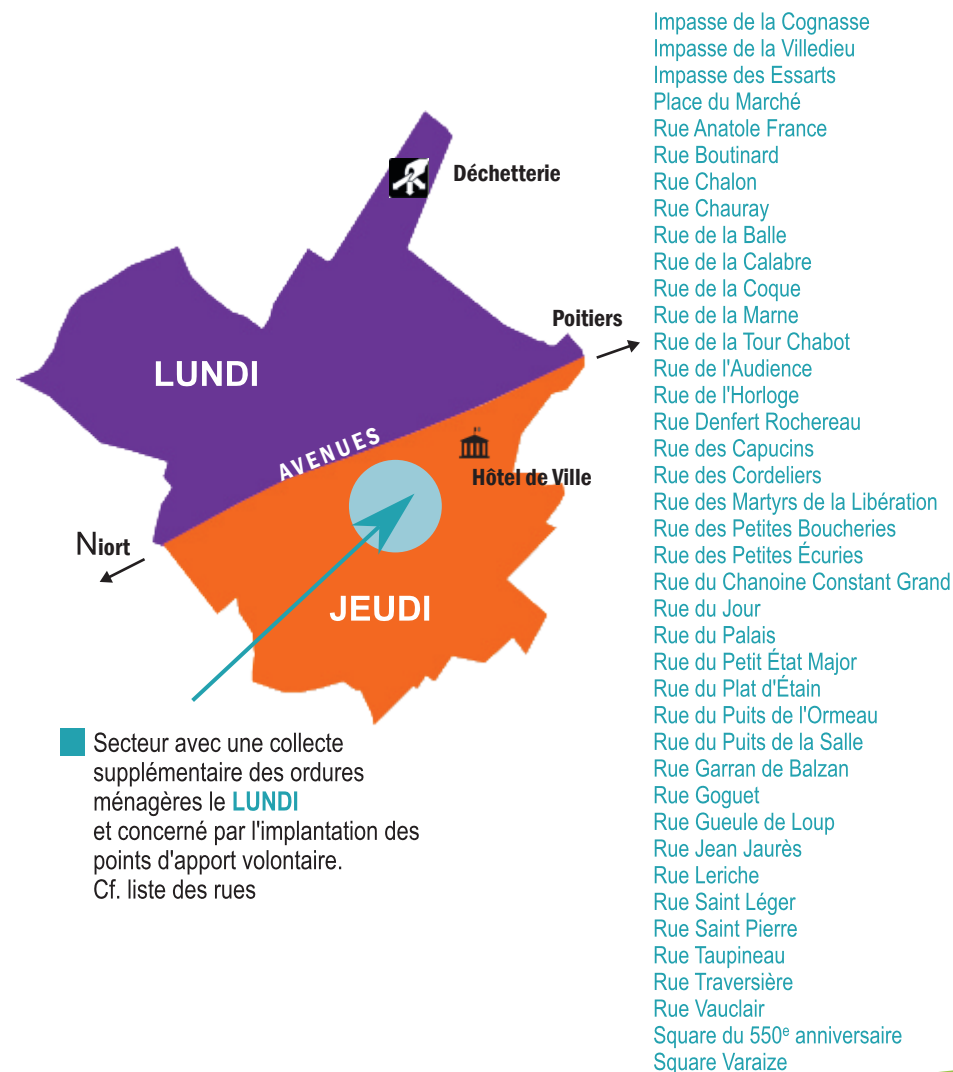 Déchetterie
Poitiers
LUNDI
AVENUES
Hôtel de Ville
Niort
JEUDI
Secteur avec une collecte
supplémentaire des ordures
ménagères le LUNDI
et concerné par l'implantation des
points d'apport volontaire.
Cf. liste des rues
Impasse de la Cognasse
Impasse de la Villedieu
Impasse des Essarts
Place du Marché
Rue Anatole France
Rue Boutinard
Rue Chalon
Rue Chauray
Rue de la Balle
Rue de la Calabre
Rue de la Coque
Rue de la Marne
Rue de la Tour Chabot
Rue de l'Audience
Rue de l'Horloge
Rue Denfert Rochereau
Rue des Capucins
Rue des Cordeliers
Rue des Martyrs de la Libération
Rue des Petites Boucheries
Rue des Petites Écuries
Rue du Chanoine Constant Grand
Rue du Jour
Rue du Palais
Rue du Petit État Major
Rue du Plat d'Étain
Rue du Puits de l'Ormeau
Rue du Puits de la Salle
Rue Garran de Balzan
Rue Goguet
Rue Gueule de Loup
Rue Jean Jaurès
Rue Leriche
Rue Saint Léger
Rue Saint Pierre
Rue Taupineau
Rue Traversière
Rue Vauclair
Square du 550e anniversaire
Square Varaize